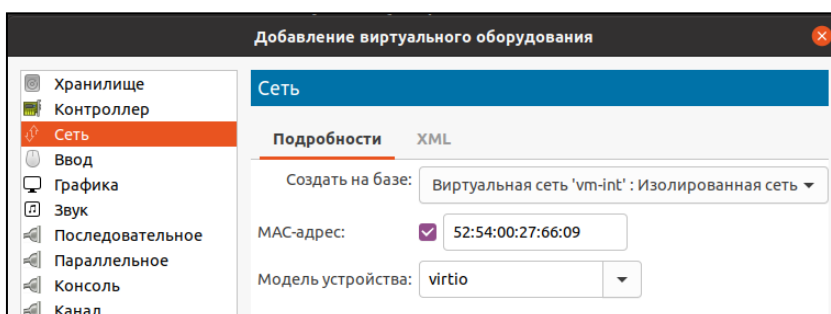 Добавление виртуального оборудования
Хранилище
Контроллер
Сеть
Ввод
Графика
Звук
Последовательное
Параллельное
Консоль
Канал
Сеть
Подробности XML
Создать на базе: Виртуальная сеть 'vm-int' : Изолированная сеть
MAC-адрес: 52:54:00:27:66:09
Модель устройства: virtio